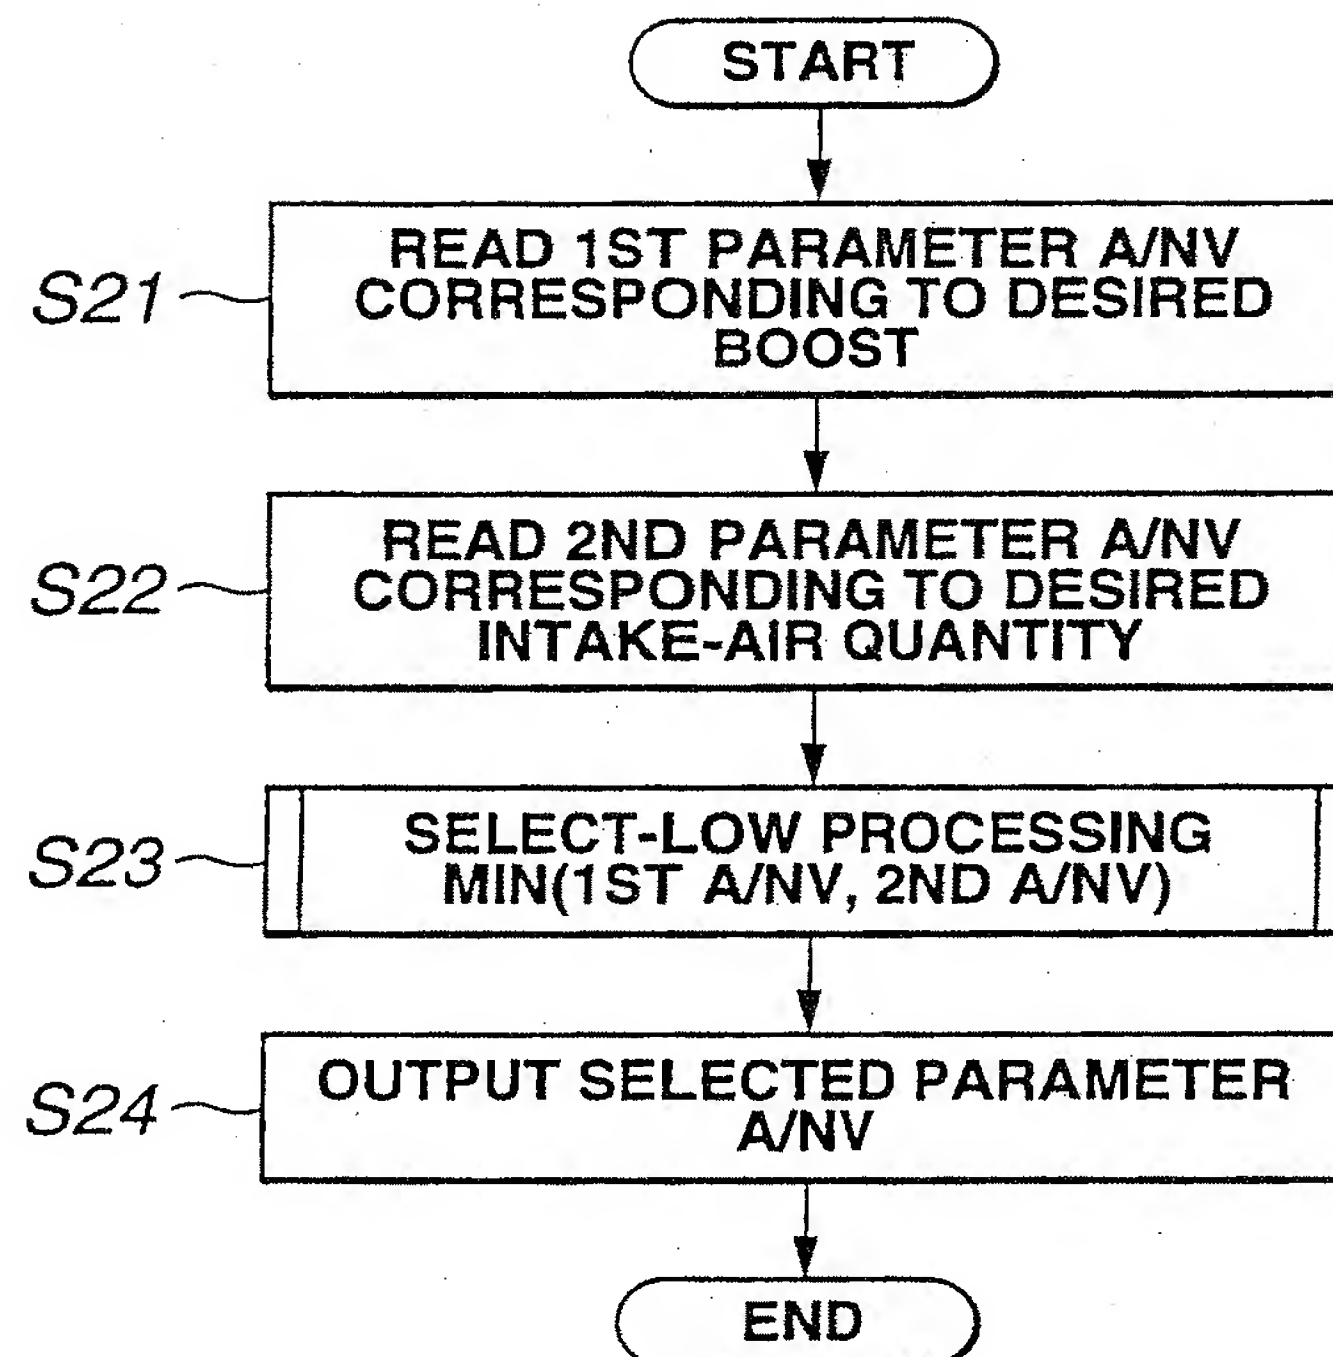 START
S21
READ 1ST PARAMETER A/NV
CORRESPONDING TO DESIRED
BOOST
S22
READ 2ND PARAMETER A/NV
CORRESPONDING TO DESIRED
INTAKE-AIR QUANTITY
S23
SELECT-LOW PROCESSING
MIN(1ST A/NV, 2ND A/NV)
S24
OUTPUT SELECTED PARAMETER
A/NV
END